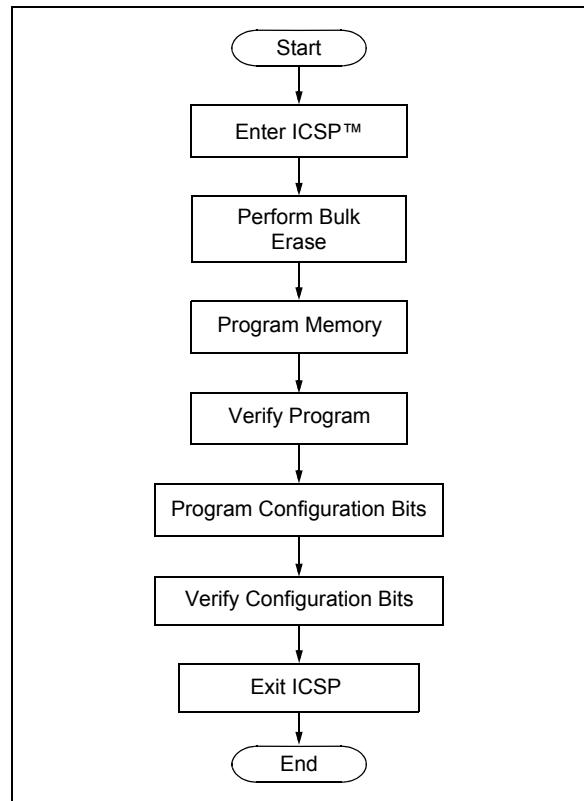 Start
Enter ICSP™
Perform Bulk
Erase
Program Memory
Verify Program
Program Configuration Bits
Verify Configuration Bits
Exit ICSP
End